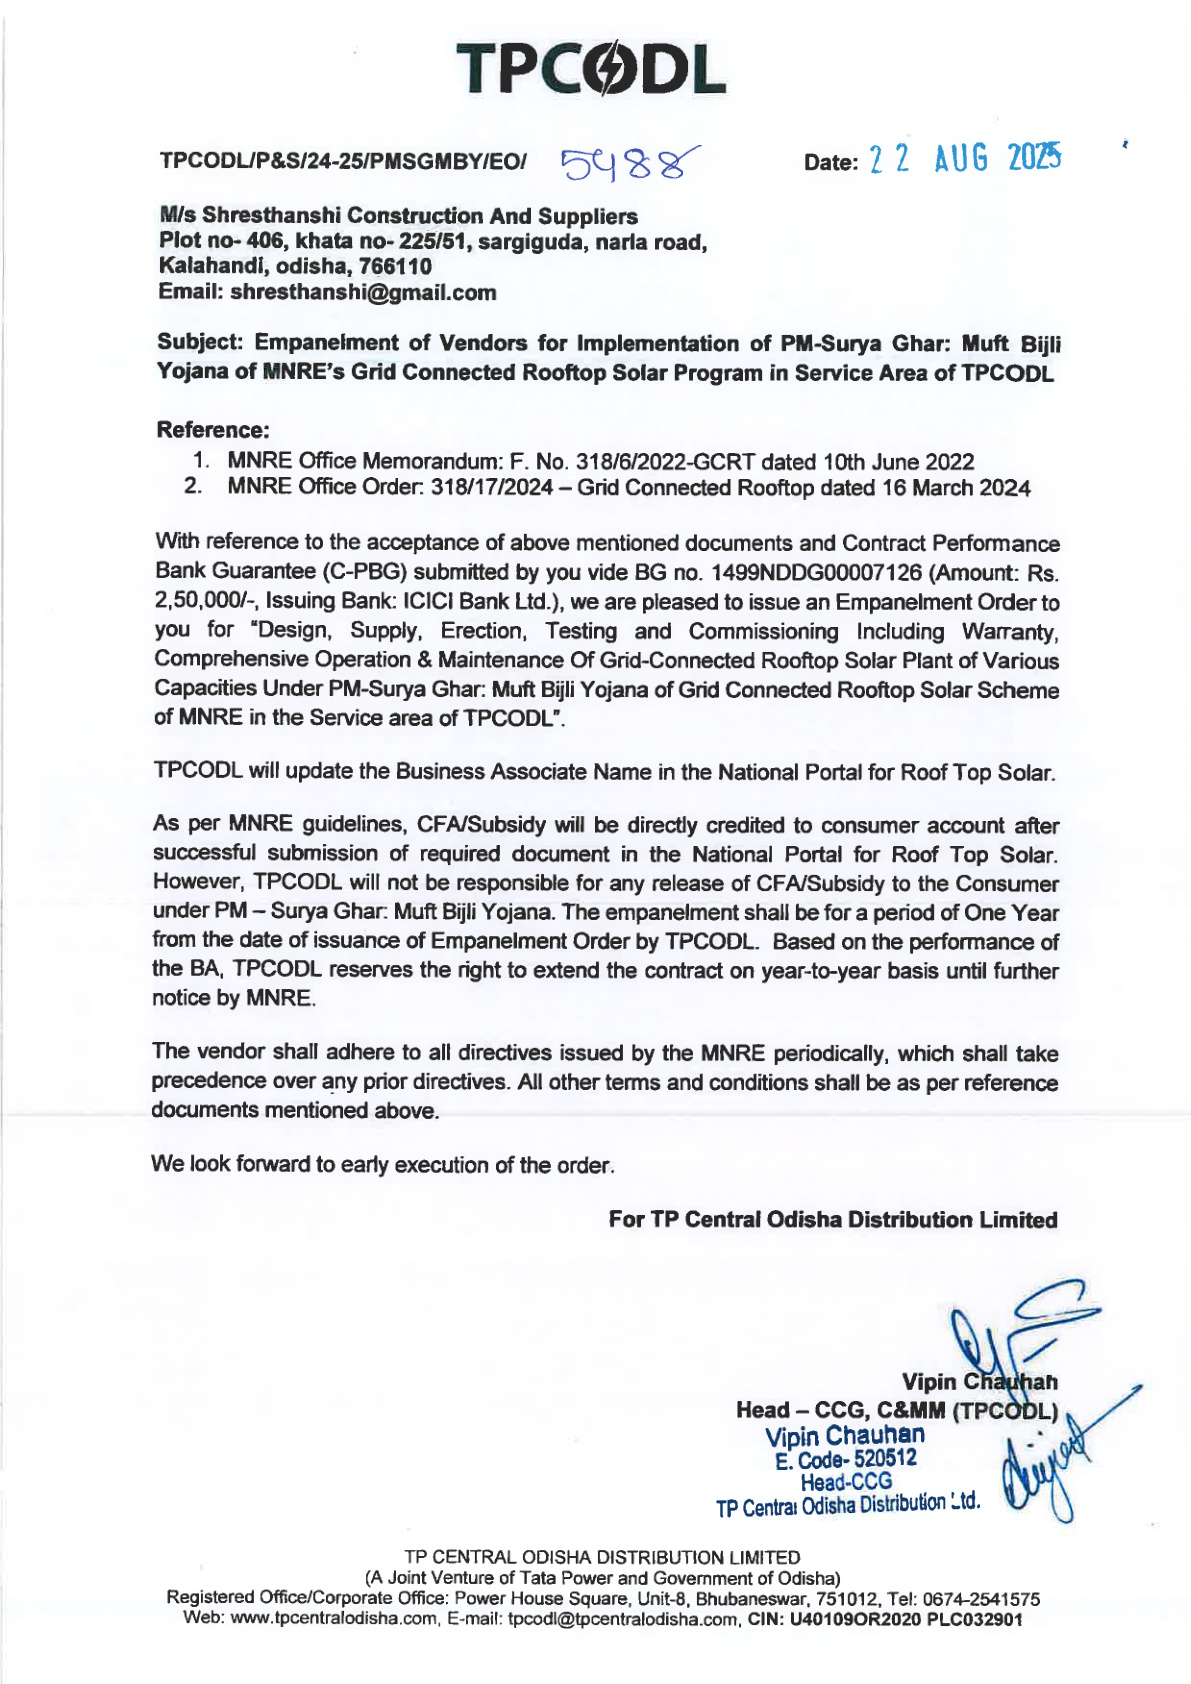 TPCODL
TPCODL/P&S/24-25/PMSGMBY/EO/ 5488 Date: 22 AUG 2025
M/s Shresthanshi Construction And Suppliers
Plot no- 406, khata no- 225/51, sargiguda, narla road,
Kalahandi, odisha, 766110
Email: shresthanshi@gmail.com
Subject: Empanelment of Vendors for Implementation of PM-Surya Ghar: Muft Bijli
Yojana of MNRE's Grid Connected Rooftop Solar Program in Service Area of TPCODL
Reference:
1. MNRE Office Memorandum: F. No. 318/6/2022-GCRT dated 10th June 2022
2. MNRE Office Order: 318/17/2024 – Grid Connected Rooftop dated 16 March 2024
With reference to the acceptance of above mentioned documents and Contract Performance
Bank Guarantee (C-PBG) submitted by you vide BG no. 1499NDDG00007126 (Amount: Rs.
2,50,000/-, Issuing Bank: ICICI Bank Ltd.), we are pleased to issue an Empanelment Order to
you for "Design, Supply, Erection, Testing and Commissioning Including Warranty,
Comprehensive Operation & Maintenance Of Grid-Connected Rooftop Solar Plant of Various
Capacities Under PM-Surya Ghar: Muft Bijli Yojana of Grid Connected Rooftop Solar Scheme
of MNRE in the Service area of TPCODL".
TPCODL will update the Business Associate Name in the National Portal for Roof Top Solar.
As per MNRE guidelines, CFA/Subsidy will be directly credited to consumer account after
successful submission of required document in the National Portal for Roof Top Solar.
However, TPCODL will not be responsible for any release of CFA/Subsidy to the Consumer
under PM – Surya Ghar: Muft Bijli Yojana. The empanelment shall be for a period of One Year
from the date of issuance of Empanelment Order by TPCODL. Based on the performance of
the BA, TPCODL reserves the right to extend the contract on year-to-year basis until further
notice by MNRE.
The vendor shall adhere to all directives issued by the MNRE periodically, which shall take
precedence over any prior directives. All other terms and conditions shall be as per reference
documents mentioned above.
We look forward to early execution of the order.
For TP Central Odisha Distribution Limited
Vipin Chauhan
Head – CCG, C&MM (TPCODL)
Vipin Chauhan
E. Code- 520512
Head-CCG
TP Central Odisha Distribution Ltd.
TP CENTRAL ODISHA DISTRIBUTION LIMITED
(A Joint Venture of Tata Power and Government of Odisha)
Registered Office/Corporate Office: Power House Square, Unit-8, Bhubaneswar, 751012, Tel: 0674-2541575
Web: www.tpcentralodisha.com, E-mail: tpcodl@tpcentralodisha.com, CIN: U40109OR2020 PLC032901